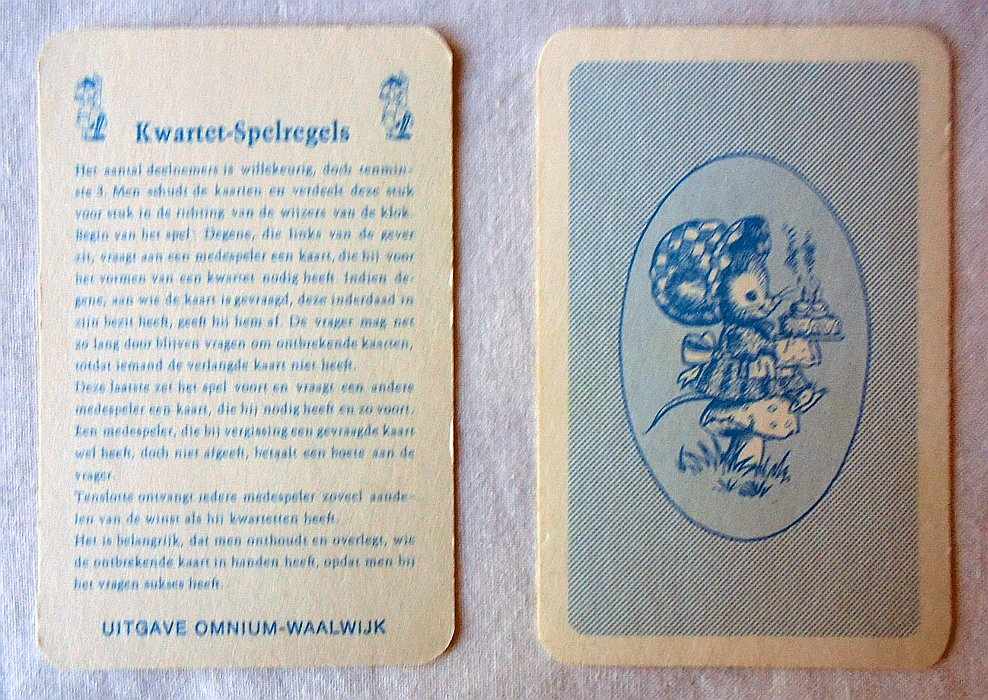 Kwartet-Spelregels
Het aantal deelnemers is willekeurig, doch tenmin-
ste 3. Men schudt de kaarten en verdeelt deze stuk
voor stuk in de richting van de wijzers van de klok.
Begin van het spel: Degene, die links van de gever
zit, vraagt aan een medespeler een kaart, die hij voor
het vormen van een kwartet nodig heeft. Indien de-
gene, aan wie de kaart is gevraagd, deze inderdaad in
zijn bezit heeft, geeft hij hem af. De vrager mag net
zo lang door blijven vragen om ontbrekende kaarten,
totdat iemand de verlangde kaart niet heeft.
Deze laatste zet het spel voort en vraagt een andere
medespeler een kaart, die hij nodig heeft en zo voort.
Een medespeler, die bij vergissing een gevraagde kaart
wel heeft, doch niet afgeeft, betaalt een boete aan de
vrager.
Tenslotte ontvangt iedere medespeler zoveel aande-
len van de winst als hij kwartetten heeft.
Het is belangrijk, dat men onthoudt en overlegt, wie
de ontbrekende kaart in handen heeft, opdat men bij
het vragen sukses heeft.
UITGAVE OMNIUM-WAALWIJK